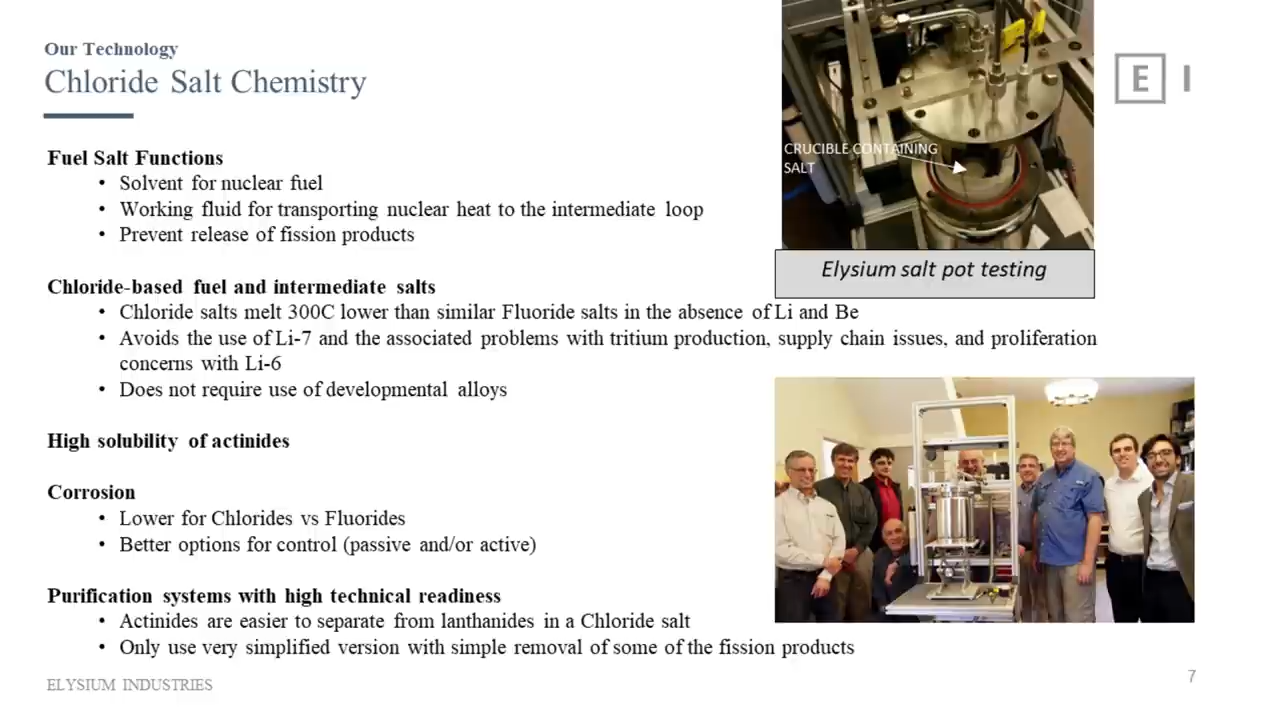 Our Technology
Chloride Salt Chemistry
E I
Fuel Salt Functions
• Solvent for nuclear fuel
• Working fluid for transporting nuclear heat to the intermediate loop
• Prevent release of fission products
CRUCIBLE CONTAINING
SALT
Elysium salt pot testing
Chloride-based fuel and intermediate salts
• Chloride salts melt 300C lower than similar Fluoride salts in the absence of Li and Be
• Avoids the use of Li-7 and the associated problems with tritium production, supply chain issues, and proliferation
concerns with Li-6
• Does not require use of developmental alloys
High solubility of actinides
Corrosion
• Lower for Chlorides vs Fluorides
• Better options for control (passive and/or active)
Purification systems with high technical readiness
• Actinides are easier to separate from lanthanides in a Chloride salt
• Only use very simplified version with simple removal of some of the fission products
ELYSIUM INDUSTRIES
7